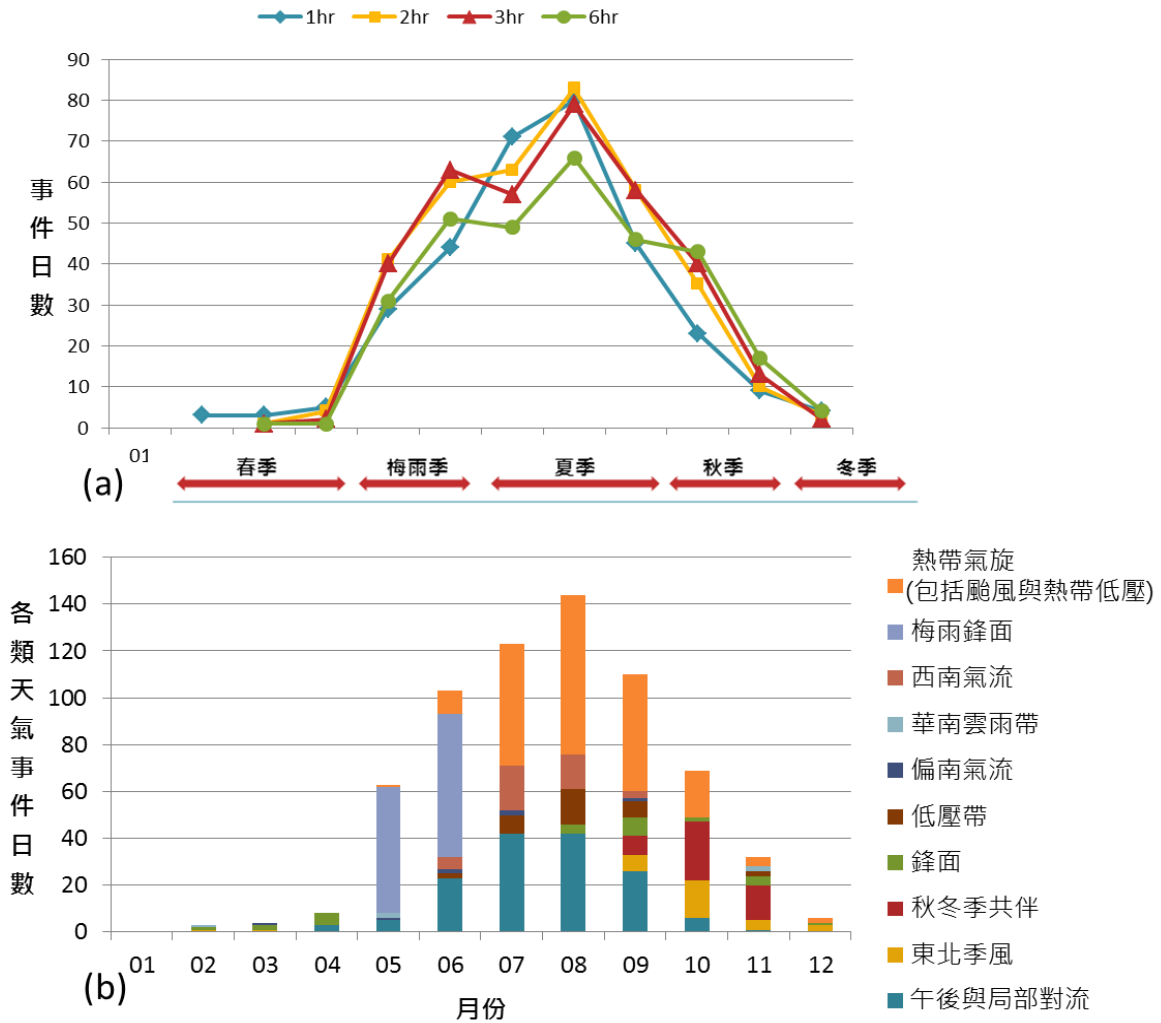 1hr 2hr 3hr 6hr
90
80
70
60
50
40
30
20
10
0
事件日數
01
春季 梅雨季 夏季 秋季 冬季
(a)
160
140
120
100
80
60
40
20
0
各類天氣事件日數
01 02 03 04 05 06 07 08 09 10 11 12
(b)
月份
熱帶氣旋
(包括颱風與熱帶低壓)
梅雨鋒面
西南氣流
華南雲雨帶
偏南氣流
低壓帶
鋒面
秋冬季共伴
東北季風
午後與局部對流